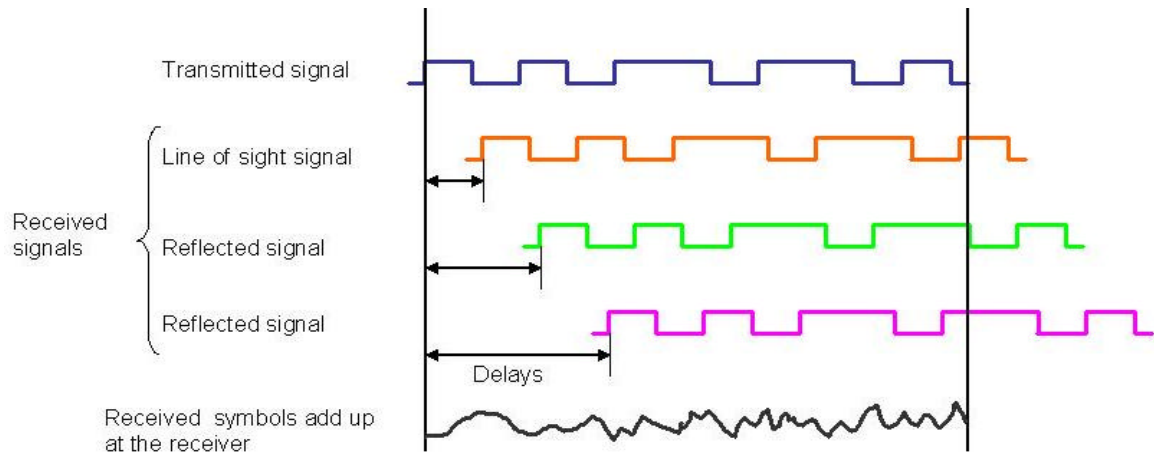 Transmitted signal
Line of sight signal
Received
signals
Reflected signal
Reflected signal
Delays
Received symbols add up
at the receiver